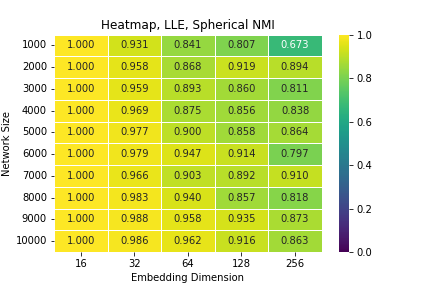 Heatmap, LLE, Spherical NMI
1000 1.000 0.931 0.841 0.807 0.673
2000 1.000 0.958 0.868 0.919 0.894
3000 1.000 0.959 0.893 0.860 0.811
4000 1.000 0.969 0.875 0.856 0.838
5000 1.000 0.977 0.900 0.858 0.864
6000 1.000 0.979 0.947 0.914 0.797
7000 1.000 0.966 0.903 0.892 0.910
8000 1.000 0.983 0.940 0.857 0.818
9000 1.000 0.988 0.958 0.935 0.873
10000 1.000 0.986 0.962 0.916 0.863
16 32 64 128 256
Embedding Dimension
Network Size
1.0
0.8
0.6
0.4
0.2
0.0